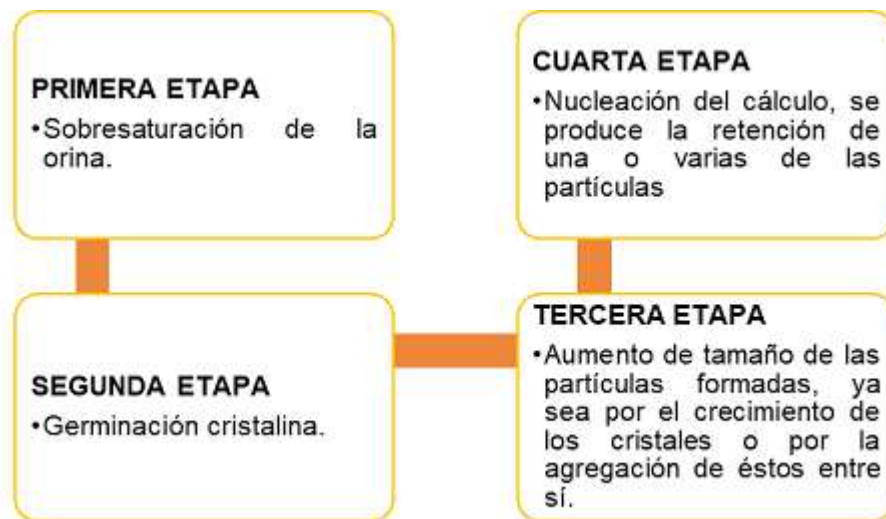 PRIMERA ETAPA
•Sobresaturación de la
orina.
SEGUNDA ETAPA
•Germinación cristalina.
TERCERA ETAPA
•Aumento de tamaño de las
partículas formadas, ya
sea por el crecimiento de
los cristales o por la
agregación de éstos entre
sí.
CUARTA ETAPA
•Nucleación del cálculo, se
produce la retención de
una o varias de las
partículas